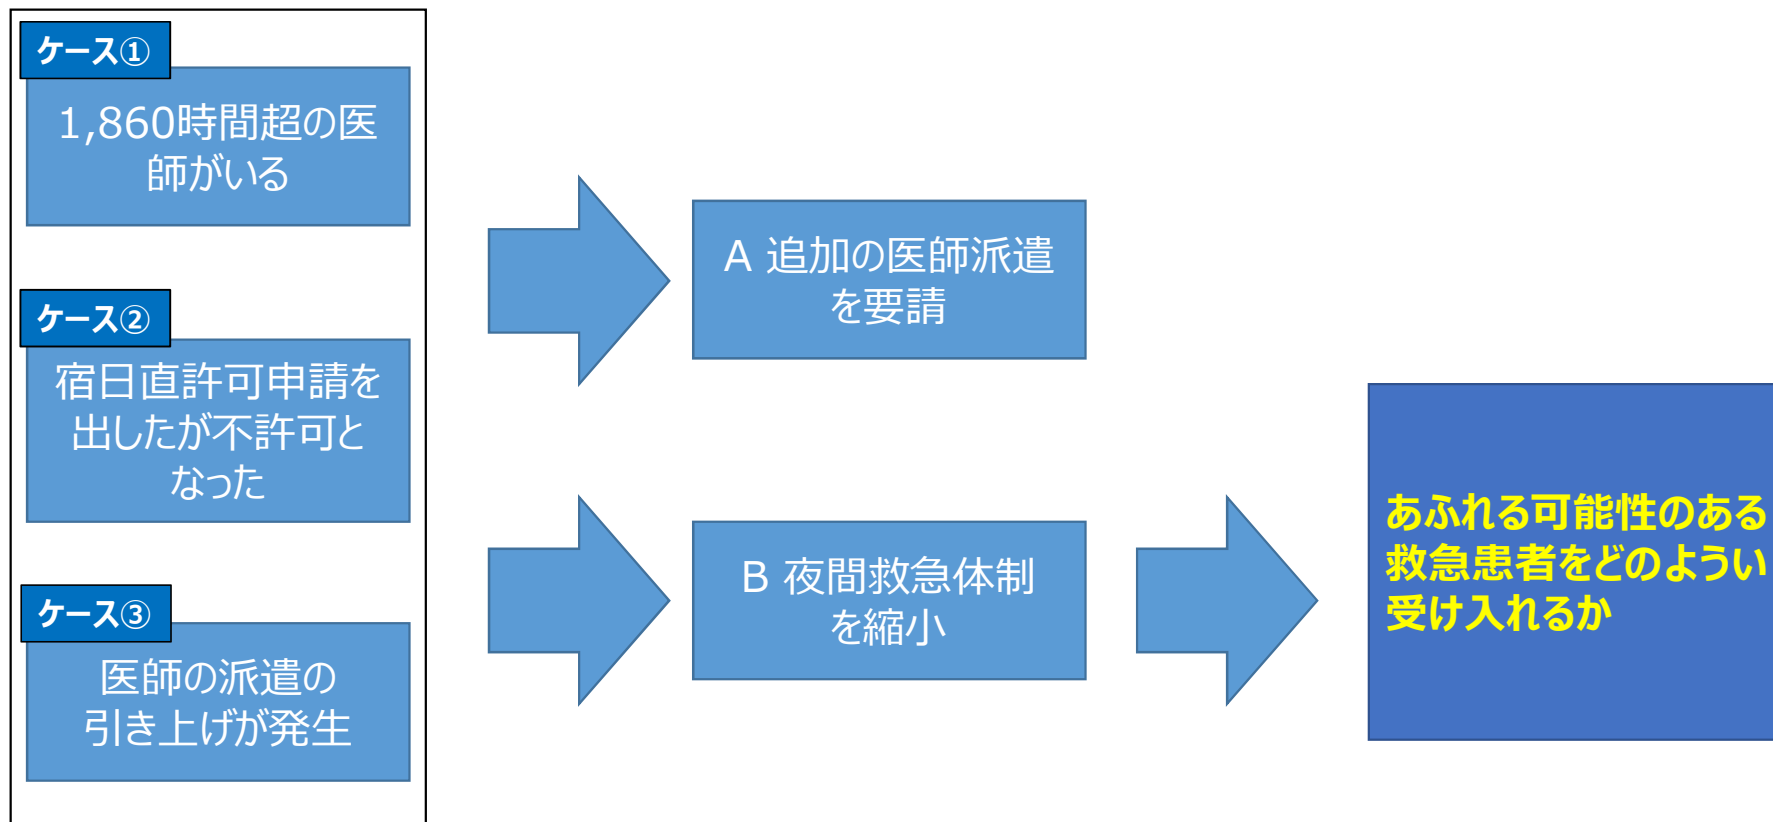 ケース①
1,860時間超の医
師がいる
ケース②
宿日直許可申請を
出したが不許可と
なった
ケース③
医師の派遣の
引き上げが発生
A 追加の医師派遣
を要請
B 夜間救急体制
を縮小
あふれる可能性のある
救急患者をどのようい
受け入れるか